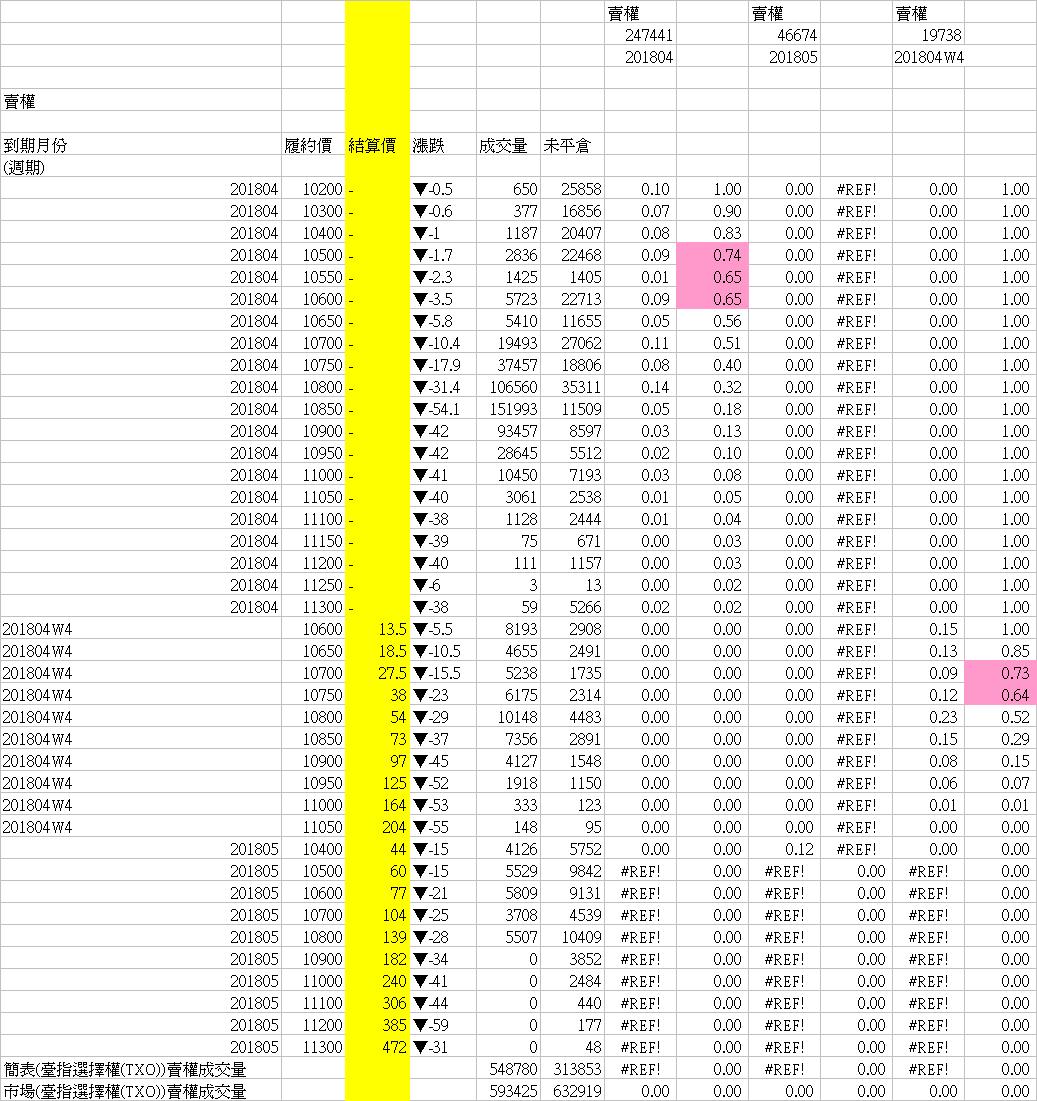 賣權 賣權 賣權
247441 46674 19738
201804 201805 201804W4
賣權
到期月份 履約價 結算價 漲跌 成交量 未平倉
(週期)
201804 10200 - ▼-0.5 650 25858 0.10 1.00 0.00 #REF! 0.00 1.00
201804 10300 - ▼-0.6 377 16856 0.07 0.90 0.00 #REF! 0.00 1.00
201804 10400 - ▼-1 1187 20407 0.08 0.83 0.00 #REF! 0.00 1.00
201804 10500 - ▼-1.7 2836 22468 0.09 0.74 0.00 #REF! 0.00 1.00
201804 10550 - ▼-2.3 1425 1405 0.01 0.65 0.00 #REF! 0.00 1.00
201804 10600 - ▼-3.5 5723 22713 0.09 0.65 0.00 #REF! 0.00 1.00
201804 10650 - ▼-5.8 5410 11655 0.05 0.56 0.00 #REF! 0.00 1.00
201804 10700 - ▼-10.4 19493 27062 0.11 0.51 0.00 #REF! 0.00 1.00
201804 10750 - ▼-17.9 37457 18806 0.08 0.40 0.00 #REF! 0.00 1.00
201804 10800 - ▼-31.4 106560 35311 0.14 0.32 0.00 #REF! 0.00 1.00
201804 10850 - ▼-54.1 151993 11509 0.05 0.18 0.00 #REF! 0.00 1.00
201804 10900 - ▼-42 93457 8597 0.03 0.13 0.00 #REF! 0.00 1.00
201804 10950 - ▼-42 28645 5512 0.02 0.10 0.00 #REF! 0.00 1.00
201804 11000 - ▼-41 10450 7193 0.03 0.08 0.00 #REF! 0.00 1.00
201804 11050 - ▼-40 3061 2538 0.01 0.05 0.00 #REF! 0.00 1.00
201804 11100 - ▼-38 1128 2444 0.01 0.04 0.00 #REF! 0.00 1.00
201804 11150 - ▼-39 75 671 0.00 0.03 0.00 #REF! 0.00 1.00
201804 11200 - ▼-40 111 1157 0.00 0.03 0.00 #REF! 0.00 1.00
201804 11250 - ▼-6 3 13 0.00 0.02 0.00 #REF! 0.00 1.00
201804 11300 - ▼-38 59 5266 0.02 0.02 0.00 #REF! 0.00 1.00
201804W4 10600 13.5 ▼-5.5 8193 2908 0.00 0.00 0.00 #REF! 0.15 1.00
201804W4 10650 18.5 ▼-10.5 4655 2491 0.00 0.00 0.00 #REF! 0.13 0.85
201804W4 10700 27.5 ▼-15.5 5238 1735 0.00 0.00 0.00 #REF! 0.09 0.73
201804W4 10750 38 ▼-23 6175 2314 0.00 0.00 0.00 #REF! 0.12 0.64
201804W4 10800 54 ▼-29 10148 4483 0.00 0.00 0.00 #REF! 0.23 0.52
201804W4 10850 73 ▼-37 7356 2891 0.00 0.00 0.00 #REF! 0.15 0.29
201804W4 10900 97 ▼-45 4127 1548 0.00 0.00 0.00 #REF! 0.08 0.15
201804W4 10950 125 ▼-52 1918 1150 0.00 0.00 0.00 #REF! 0.06 0.07
201804W4 11000 164 ▼-53 333 123 0.00 0.00 0.00 #REF! 0.01 0.01
201804W4 11050 204 ▼-55 148 95 0.00 0.00 0.00 #REF! 0.00 0.00
201805 10400 44 ▼-15 4126 5752 0.00 0.00 0.12 #REF! 0.00 0.00
201805 10500 60 ▼-15 5529 9842 #REF! 0.00 #REF! 0.00 #REF! 0.00
201805 10600 77 ▼-21 5809 9131 #REF! 0.00 #REF! 0.00 #REF! 0.00
201805 10700 104 ▼-25 3708 4539 #REF! 0.00 #REF! 0.00 #REF! 0.00
201805 10800 139 ▼-28 5507 10409 #REF! 0.00 #REF! 0.00 #REF! 0.00
201805 10900 182 ▼-34 0 3852 #REF! 0.00 #REF! 0.00 #REF! 0.00
201805 11000 240 ▼-41 0 2484 #REF! 0.00 #REF! 0.00 #REF! 0.00
201805 11100 306 ▼-44 0 440 #REF! 0.00 #REF! 0.00 #REF! 0.00
201805 11200 385 ▼-59 0 177 #REF! 0.00 #REF! 0.00 #REF! 0.00
201805 11300 472 ▼-31 0 48 #REF! 0.00 #REF! 0.00 #REF! 0.00
簡表(臺指選擇權(TXO))賣權成交量 548780 313853 #REF! 0.00 #REF! 0.00 #REF! 0.00
市場(臺指選擇權(TXO))賣權成交量 593425 632919 0.00 0.00 0.00 0.00 0.00 0.00